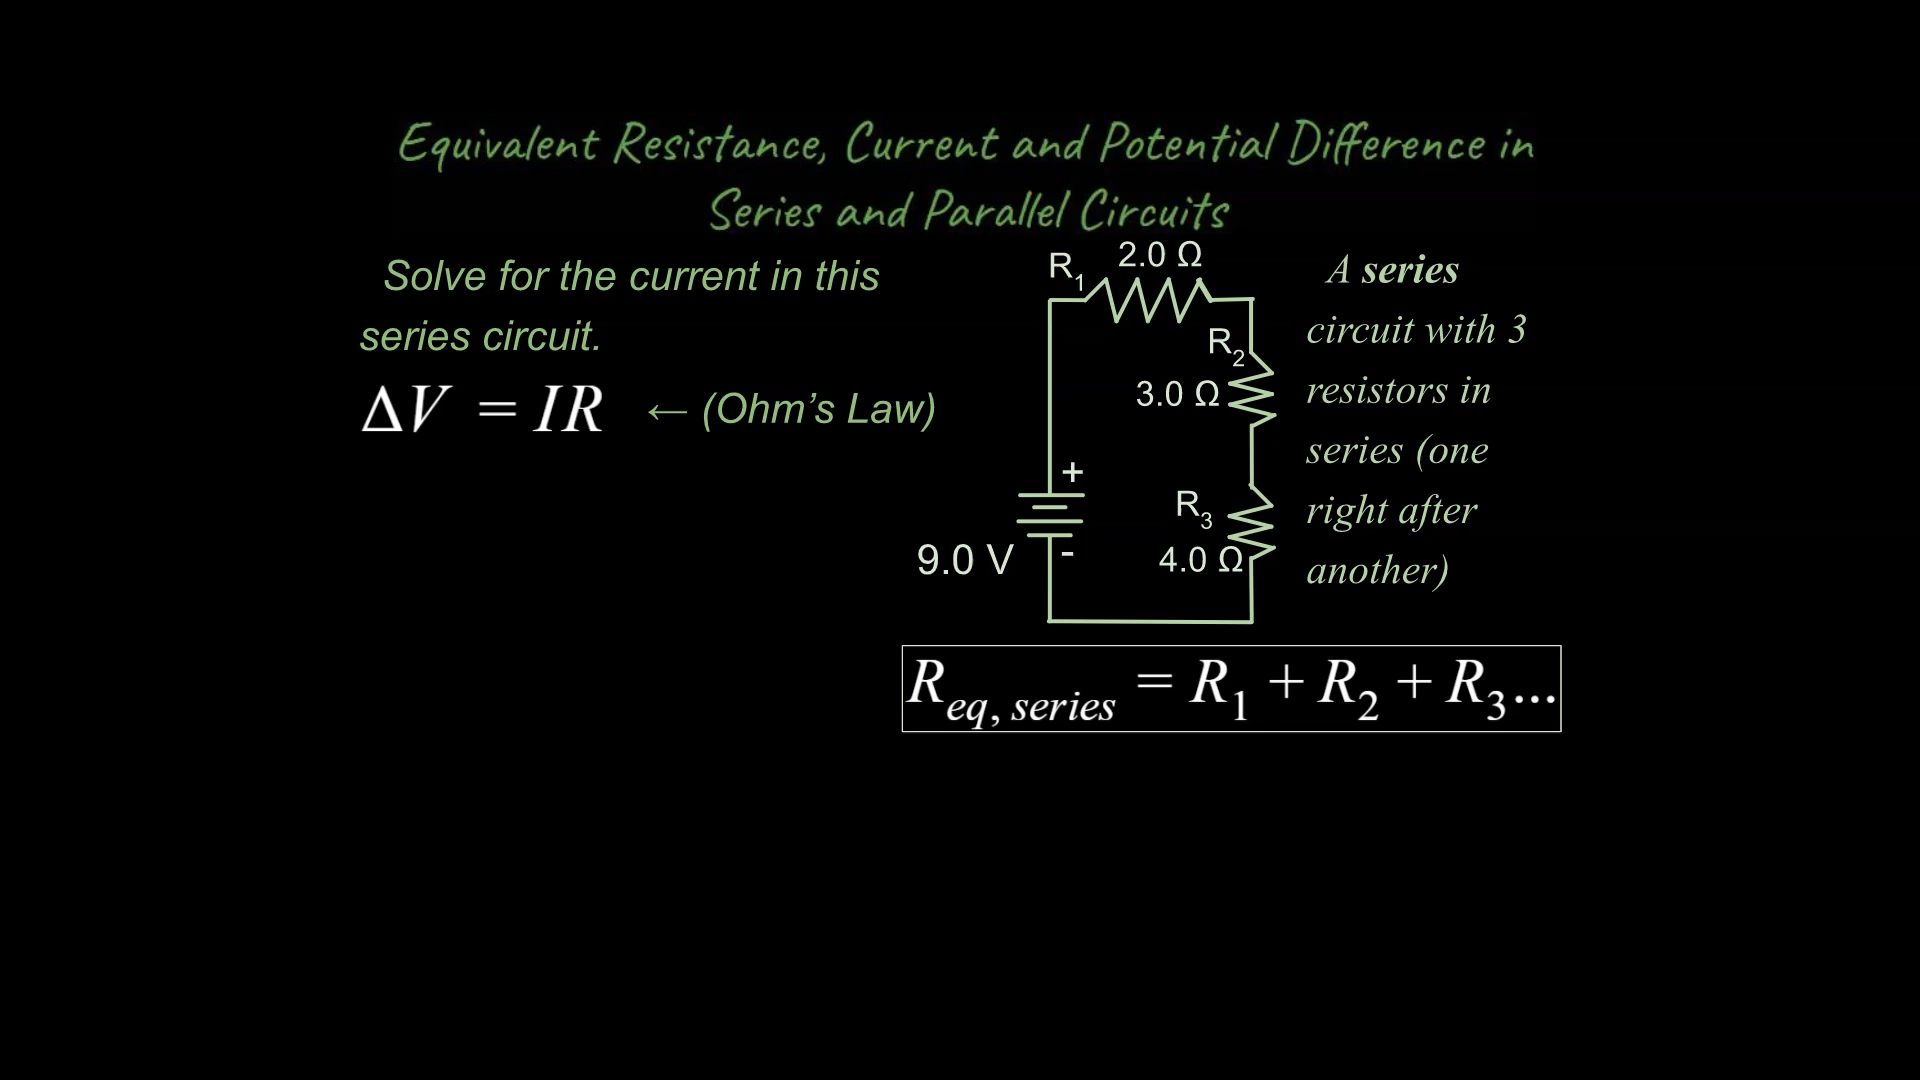 Equivalent Resistance, Current and Potential Difference in
Series and Parallel Circuits
Solve for the current in this
series circuit.
ΔV = IR ← (Ohm’s Law)
R₁ 2.0 Ω
R₂
3.0 Ω
+
R₃
9.0 V
-
4.0 Ω
A series
circuit with 3
resistors in
series (one
right after
another)
R_{eq, series} = R₁ + R₂ + R₃...